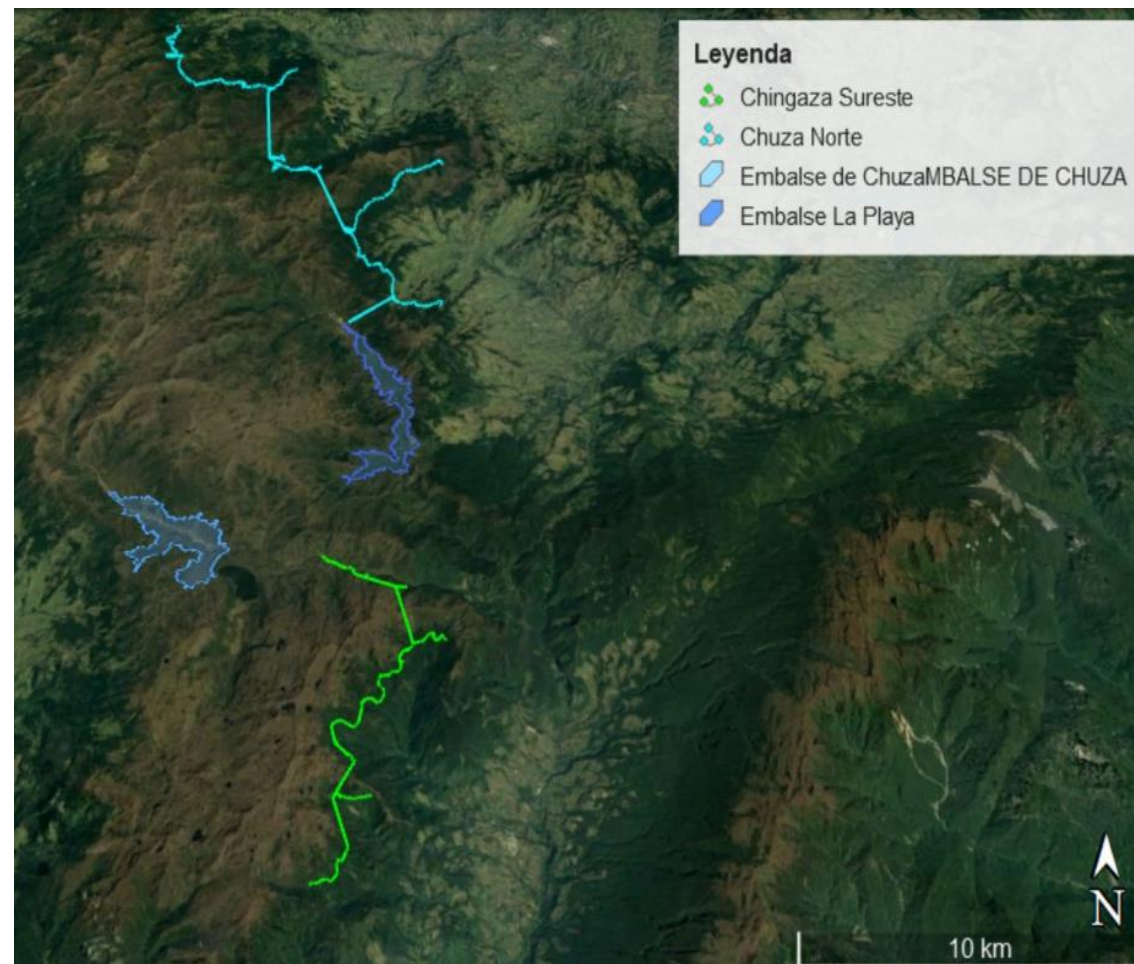 Leyenda
Chingaza Sureste
Chuza Norte
Embalse de ChuzaMBALSE DE CHUZA
Embalse La Playa
N
10 km